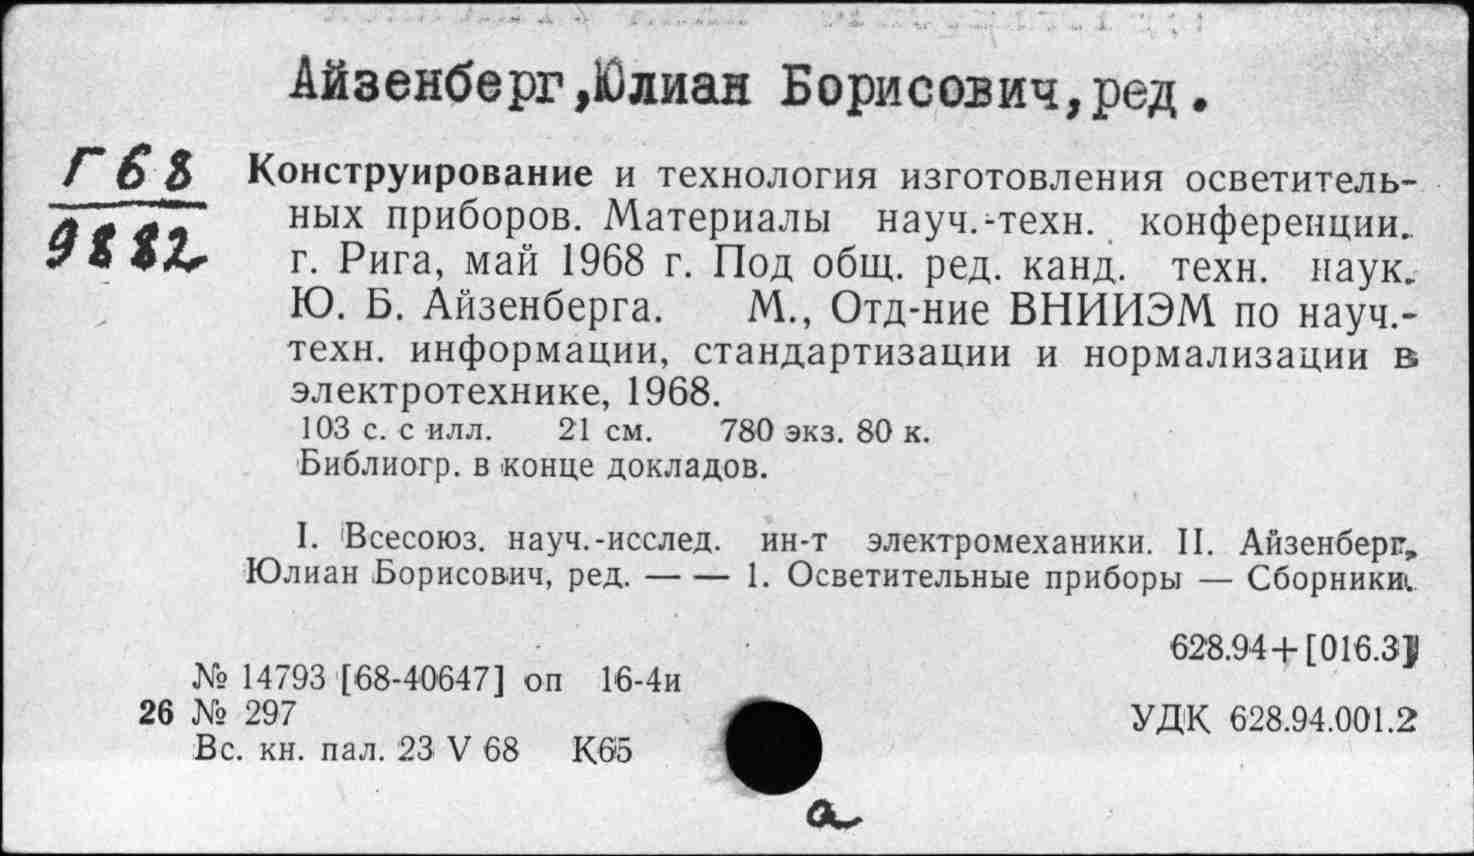 Айзенберг,Юлиан Борисович,ред.
Г68
9882
Конструирование и технология изготовления осветитель-
ных приборов. Материалы науч.-техн. конференции.
г. Рига, май 1968 г. Под общ. ред. канд. техн. наук.
Ю. Б. Айзенберга. М., Отд-ние ВНИИЭМ по науч.-
техн. информации, стандартизации и нормализации в
электротехнике, 1968.
103 с. с илл. 21 см. 780 экз. 80 к.
Библиогр. в конце докладов.
I. Всесоюз. науч.-исслед. ин-т электромеханики. II. Айзенберг,
Юлиан Борисович, ред. — — 1. Осветительные приборы — Сборники.
628.94+[016.3]
№ 14793 [68-40647] оп 16-4и
26 № 297
УДК 628.94.001.2
Вс. кн. пал. 23 V 68 К65
а